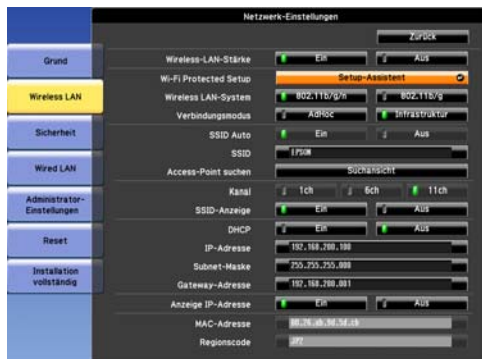 Netzwerk-Einstellungen
Zurück
Grund
Wireless LAN
Sicherheit
Wired LAN
Administrator-
Einstellungen
Reset
Installation
vollständig
Wireless-LAN-Stärke Ein Aus
Wi-Fi Protected Setup Setup-Assistent
Wireless LAN-System 802.11b/g/n 802.11b/g
Verbindungsmodus AdHoc Infrastruktur
SSID Auto Ein Aus
SSID EPSON
Access-Point suchen Suchansicht
Kanal 1ch 6ch 11ch
SSID-Anzeige Ein Aus
DHCP Ein Aus
IP-Adresse 192.168.200.100
Subnet-Maske 255.255.255.000
Gateway-Adresse 192.168.200.001
Anzeige IP-Adresse Ein Aus
MAC-Adresse
Regionscode